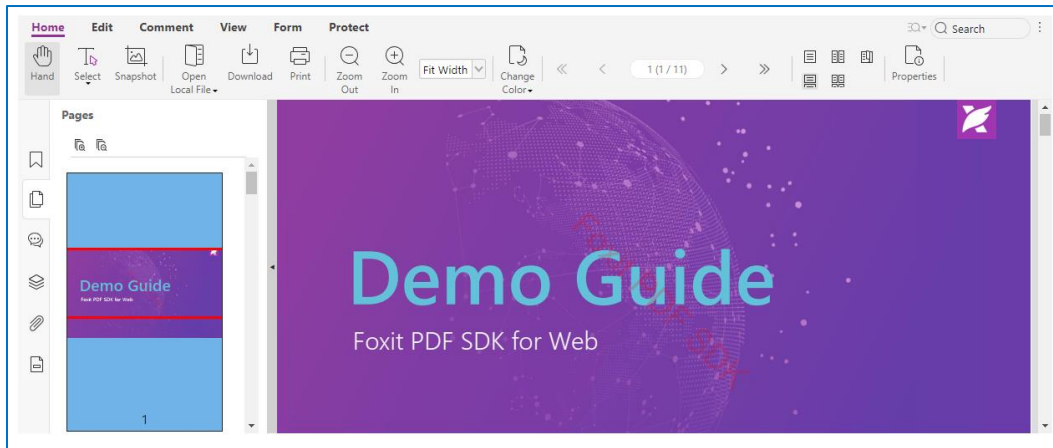 Home Edit Comment View Form Protect
Search
Hand Select Snapshot Open Local File Download Print Zoom Out Zoom In Fit Width Change Color 1 (1 / 11) Properties
Pages
Demo Guide
Foxit PDF SDK for Web
1
Demo Guide
Foxit PDF SDK for Web